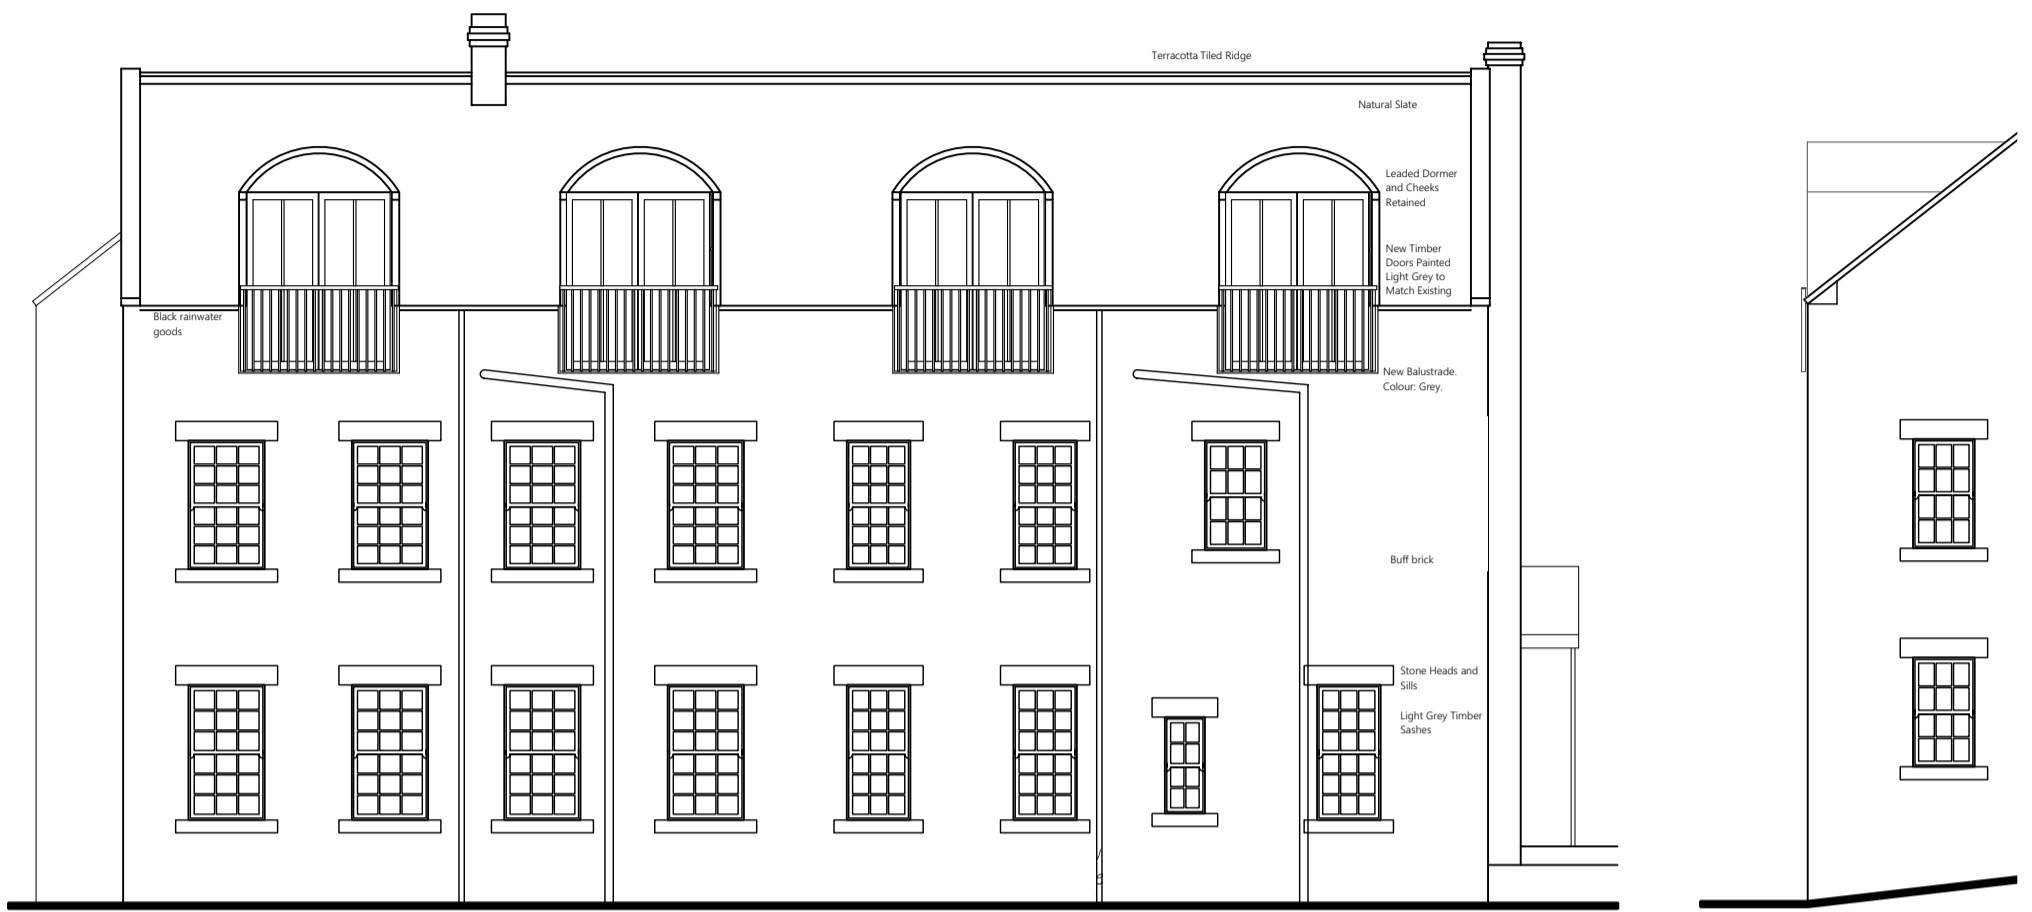 Terracotta Tiled Ridge
Natural Slate
Leaded Dormer
and Cheeks
Retained
New Timber
Doors Painted
Light Grey to
Match Existing
Black rainwater
goods
New Balustrade.
Colour: Grey.
Buff brick
Stone Heads and
Sills
Light Grey Timber
Sashes